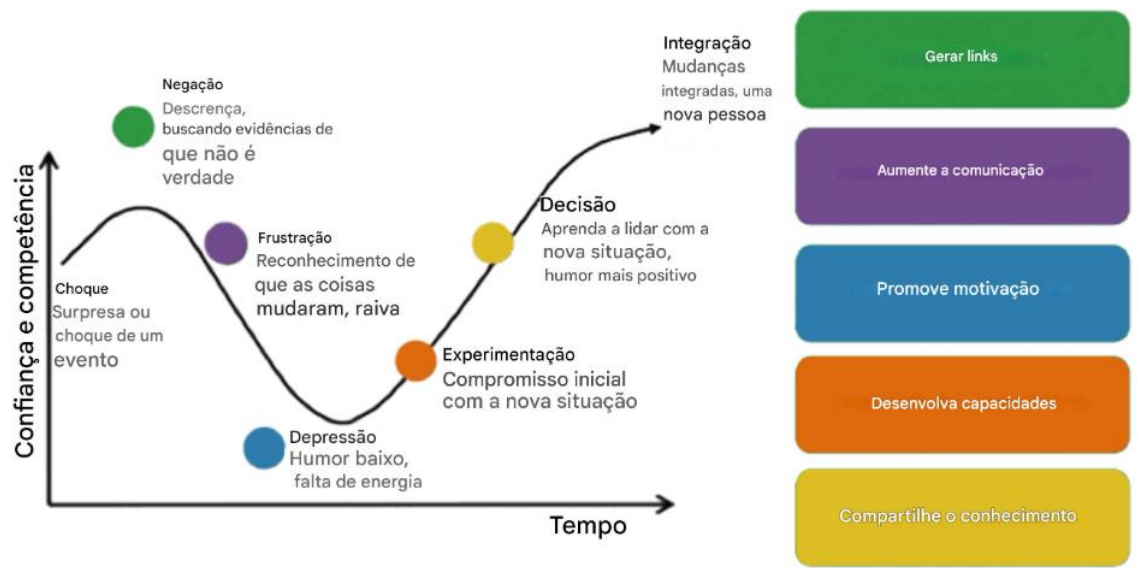 Confiança e competência
Choque
Surpresa ou
choque de um
evento
Negação
Descrença,
buscando evidências de
que não é
verdade
Frustração
Reconhecimento de
que as coisas
mudaram, raiva
Depressão
Humor baixo,
falta de energia
Experimentação
Compromisso inicial
com a nova situação
Decisão
Aprenda a lidar com a
nova situação,
humor mais positivo
Integração
Mudanças
integradas, uma
nova pessoa
Tempo
Gerar links
Aumente a comunicação
Promove motivação
Desenvolva capacidades
Compartilhe o conhecimento